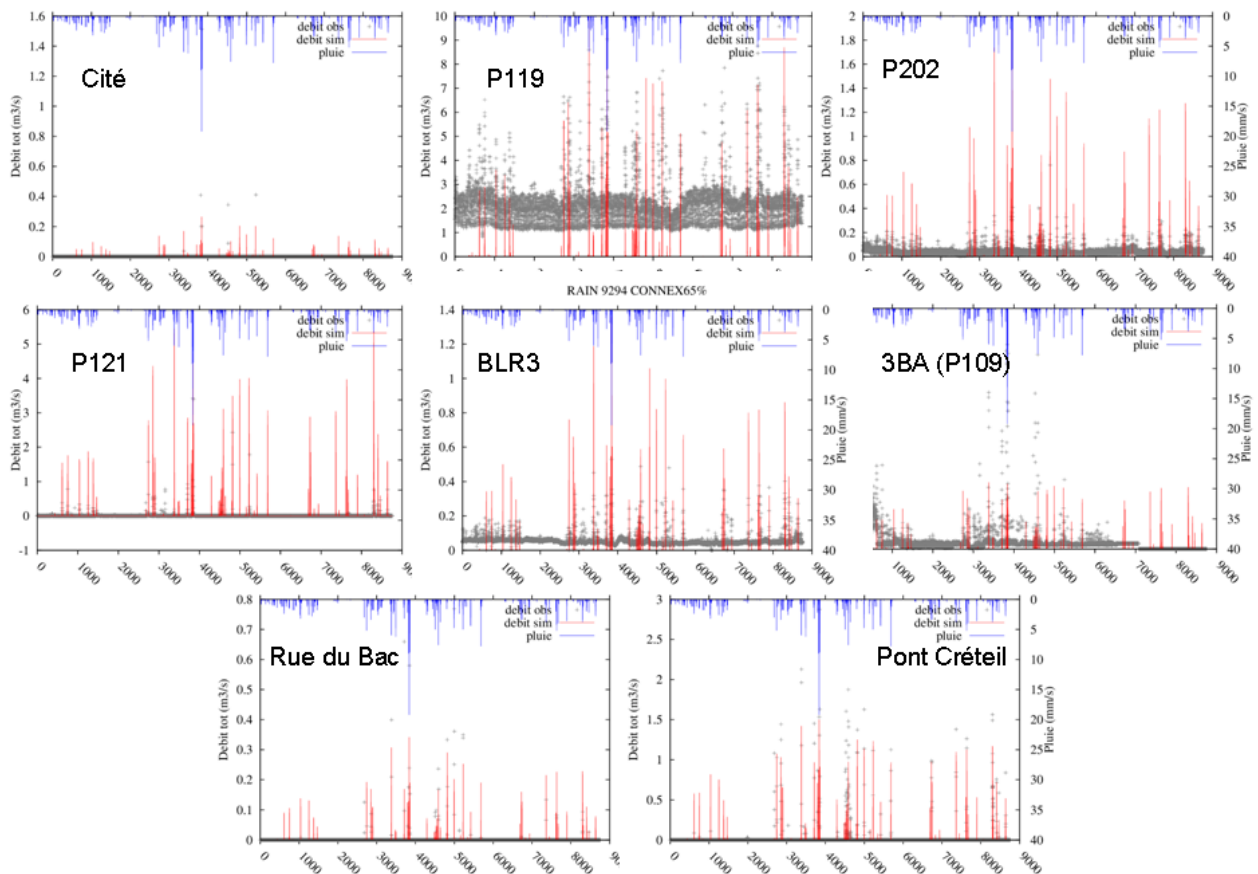 Cité
debit obs
debit sim
pluie
Debit tot (m3/s)
1.6
1.4
1.2
1
0.8
0.6
0.4
0.2
0
0 1000 2000 3000 4000 5000 6000 7000 8000
P119
debit obs
debit sim
pluie
Debit tot (m3/s)
10
9
8
7
6
5
4
3
2
1
0
P202
debit obs
debit sim
pluie
Debit tot (m3/s)
2
1.8
1.6
1.4
1.2
1
0.8
0.6
0.4
0.2
0
0
5
10
15
20
25
30
35
40
Pluie (mm/s)
0 1000 2000 3000 4000 5000 6000 7000 8000 9000
RAIN 9294 CONNEX65%
P121
debit obs
debit sim
pluie
Debit tot (m3/s)
6
5
4
3
2
1
0
-1
0 1000 2000 3000 4000 5000 6000 7000 8000
BLR3
debit obs
debit sim
pluie
Debit tot (m3/s)
1.4
1.2
1
0.8
0.6
0.4
0.2
0
0
5
10
15
20
25
30
35
40
Pluie (mm/s)
0 1000 2000 3000 4000 5000 6000 7000 8000 9000
3BA (P109)
debit obs
debit sim
pluie
0
5
10
15
20
25
30
35
40
Pluie (mm/s)
1000 2000 3000 4000 5000 6000 7000 8000 9000
Rue du Bac
debit obs
debit sim
pluie
Debit tot (m3/s)
0.8
0.7
0.6
0.5
0.4
0.3
0.2
0.1
0
0 1000 2000 3000 4000 5000 6000 7000 8000
Pont Créteil
debit obs
debit sim
pluie
Debit tot (m3/s)
3
2.5
2
1.5
1
0.5
0
0
5
10
15
20
25
30
35
40
Pluie (mm/s)
0 1000 2000 3000 4000 5000 6000 7000 8000 9000